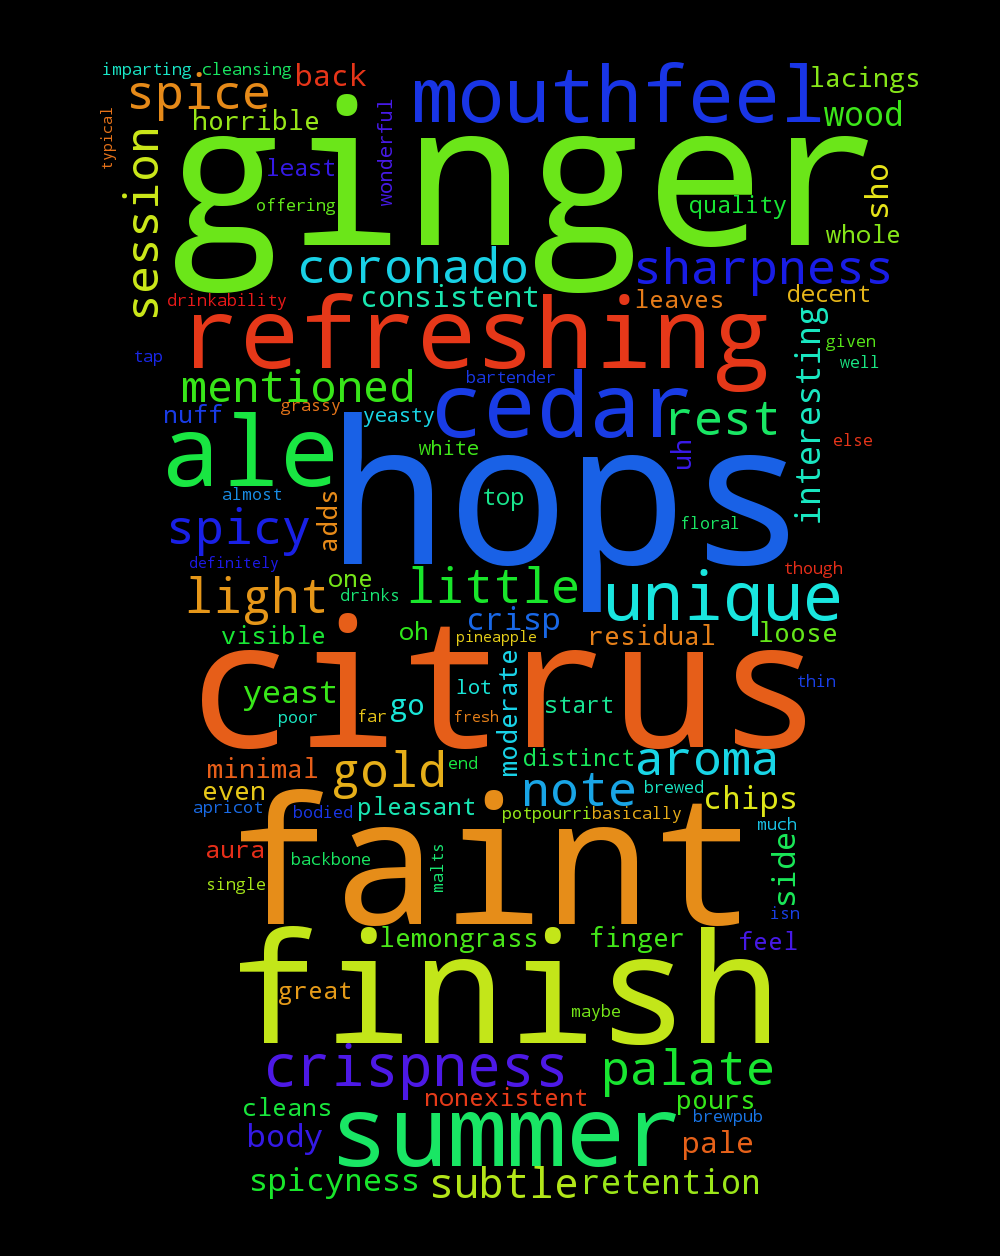 imparting cleansing back mouthfeel lacings
spice wood
typical session horrible wonderful
ginger
least sho
offering quality
whole
coronado sharpness
drinkability consistent leaves decent
refreshing interesting given
tap well
mentioned bartender
cedar
nuff grassy yeasty rest
ale white uh else
hops
almost top
spicy adds floral
definitely though
light one little unique
drinks
crisp
visible oh pineapple residual loose
citrus
yeast lot thin
poor far go fresh moderate start
minimal gold end distinct aroma
even note brewed chips
apricot bodied pleasant potpourri basically
faint much
aura backbone malts side
single isn
lemongrass finger feel
finish
great
maybe
crispness palate
nonexistent pours
cleans summer brewpub
body pale
spicyness subtle retention